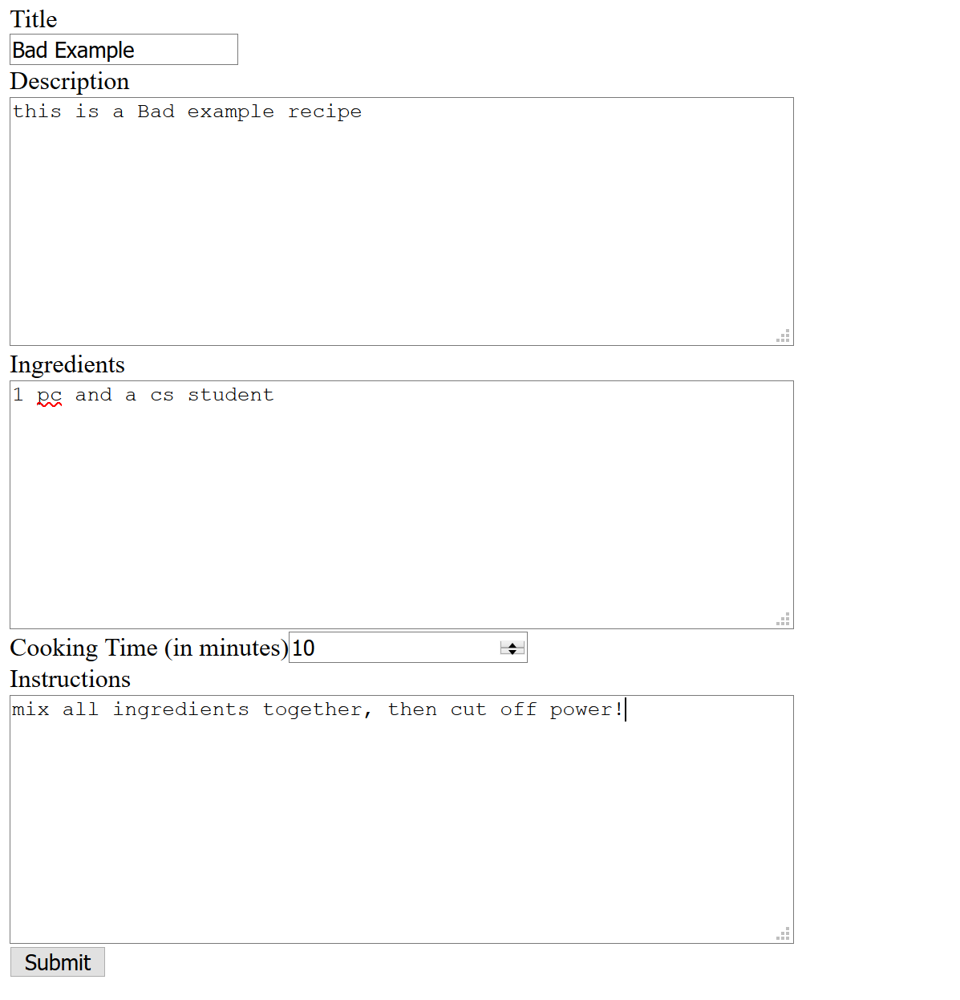 Title
Bad Example
Description
this is a Bad example recipe
Ingredients
1 pc and a cs student
Cooking Time (in minutes) 10
Instructions
mix all ingredients together, then cut off power!
Submit